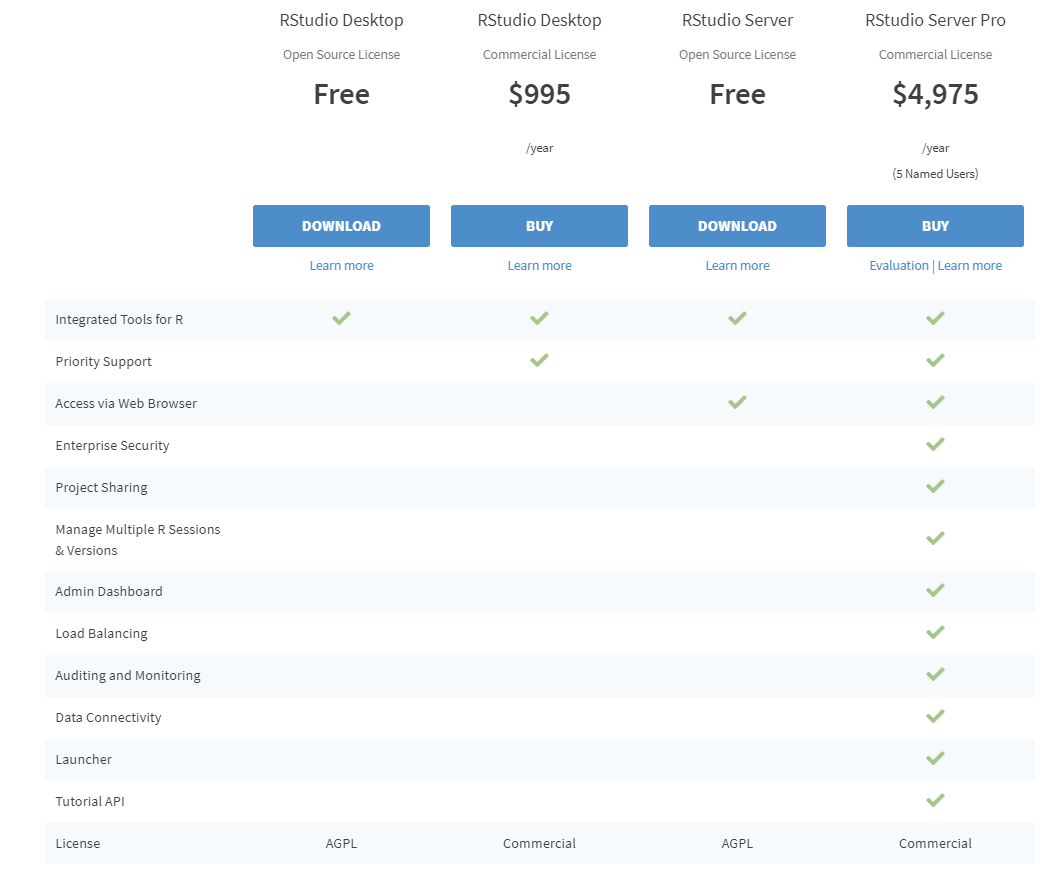 RStudio Desktop RStudio Desktop RStudio Server RStudio Server Pro
Open Source License Commercial License Open Source License Commercial License
Free $995 Free $4,975
/year /year
(5 Named Users)
DOWNLOAD BUY DOWNLOAD BUY
Learn more Learn more Learn more Evaluation | Learn more
Integrated Tools for R
Priority Support
Access via Web Browser
Enterprise Security
Project Sharing
Manage Multiple R Sessions
& Versions
Admin Dashboard
Load Balancing
Auditing and Monitoring
Data Connectivity
Launcher
Tutorial API
License AGPL Commercial AGPL Commercial